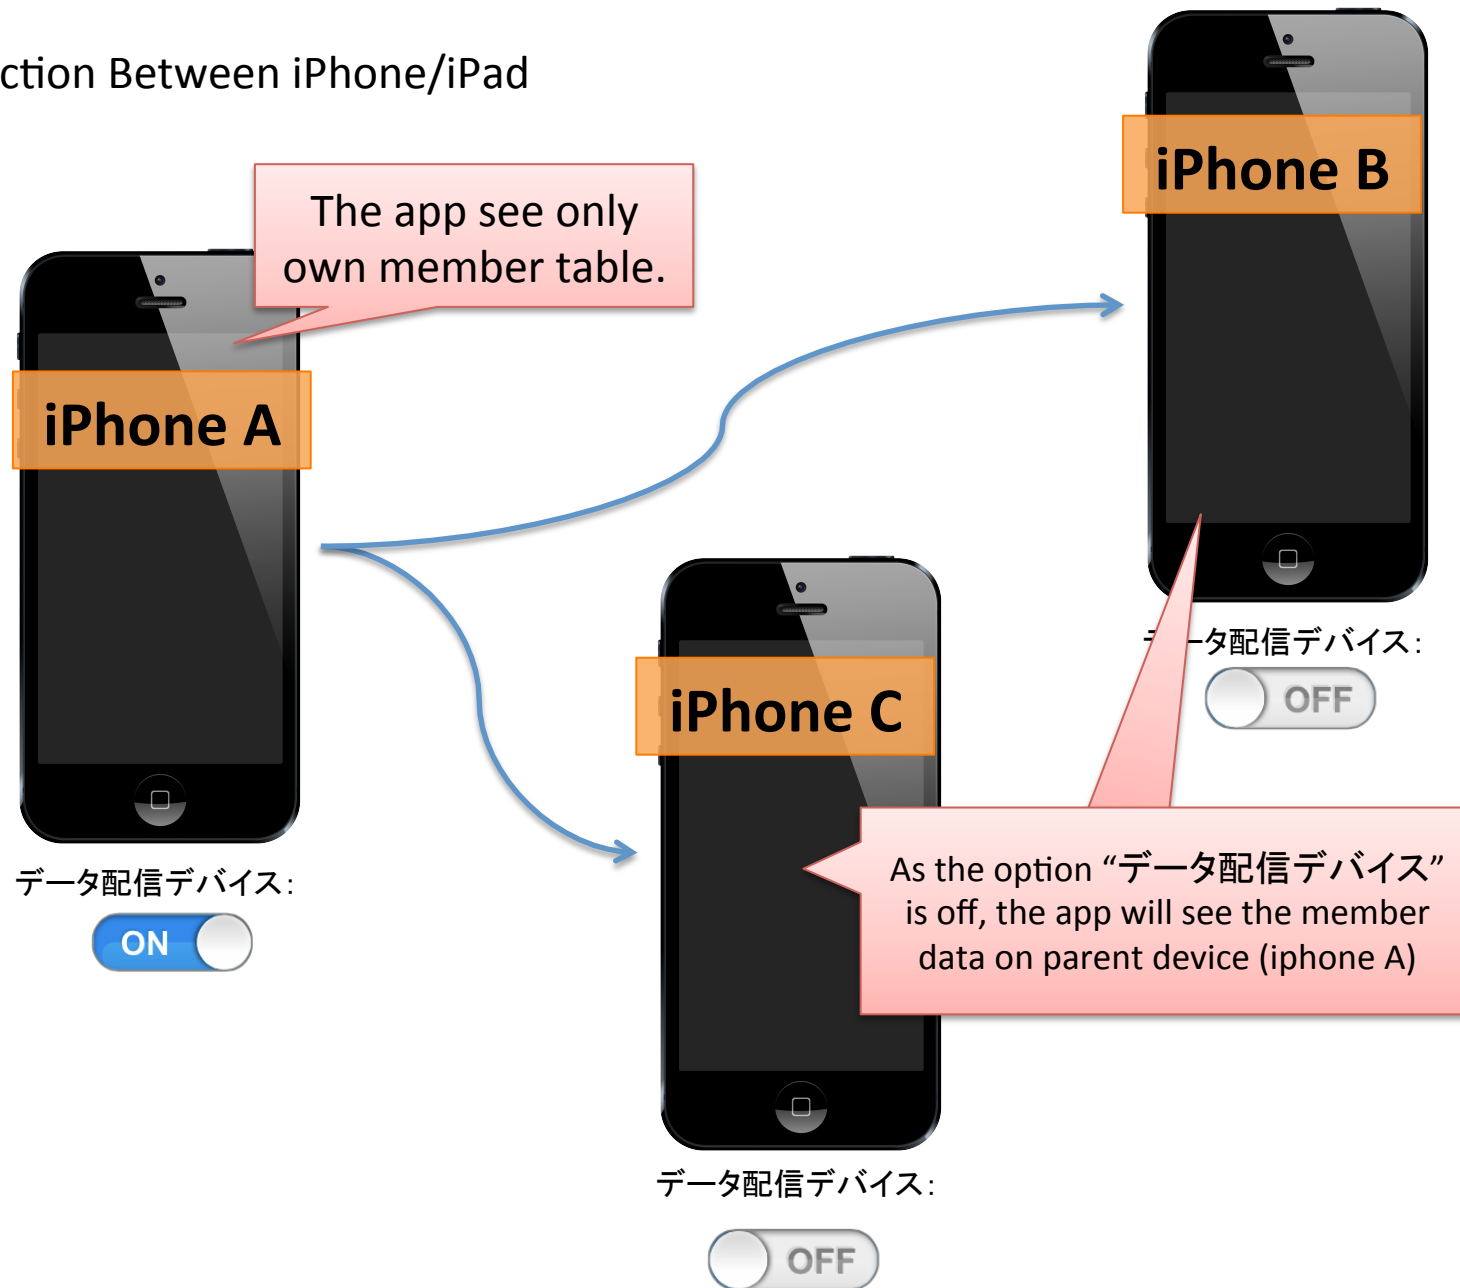 ction Between iPhone/iPad
iPhone B
The app see only
own member table.
iPhone A
データ配信デバイス:
OFF
iPhone C
データ配信デバイス:
ON
As the option “データ配信デバイス”
is off, the app will see the member
data on parent device (iphone A)
データ配信デバイス:
OFF